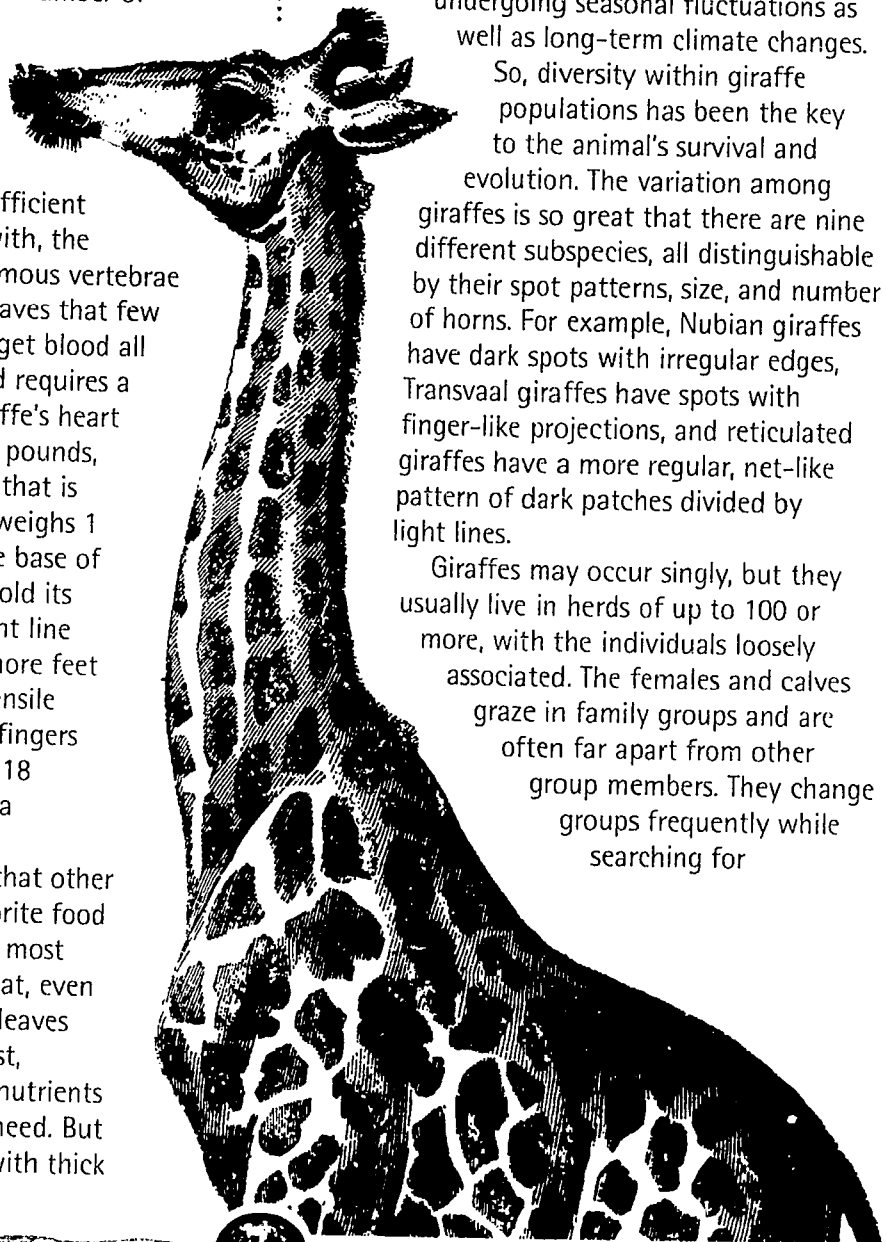 fficient
with, the
mous vertebrae
aves that few
get blood all
d requires a
ffe's heart
pounds,
that is
weighs 1
e base of
old its
nt line
nore feet
ensile
fingers
18
a
that other
orite food
most
at, even
leaves
st,
nutrients
need. But
with thick
undergoing seasonal fluctuations as
well as long-term climate changes.
So, diversity within giraffe
populations has been the key
to the animal's survival and
evolution. The variation among
giraffes is so great that there are nine
different subspecies, all distinguishable
by their spot patterns, size, and number
of horns. For example, Nubian giraffes
have dark spots with irregular edges,
Transvaal giraffes have spots with
finger-like projections, and reticulated
giraffes have a more regular, net-like
pattern of dark patches divided by
light lines.
Giraffes may occur singly, but they
usually live in herds of up to 100 or
more, with the individuals loosely
associated. The females and calves
graze in family groups and are
often far apart from other
group members. They change
groups frequently while
searching for